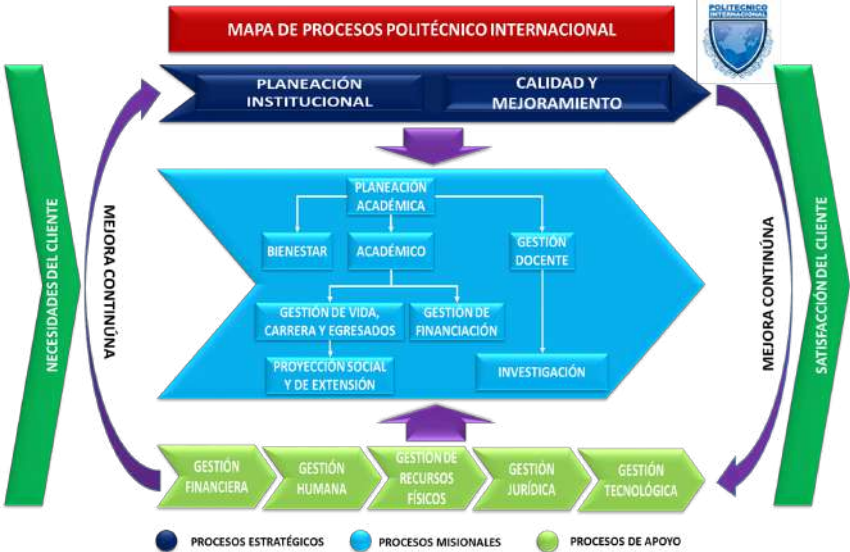 POLITECNICO
INTERNACIONAL
MAPA DE PROCESOS POLITÉCNICO INTERNACIONAL
PLANEACIÓN
INSTITUCIONAL
CALIDAD Y
MEJORAMIENTO
NECESIDADES DEL CLIENTE
MEJORA CONTINÚNA
PLANEACIÓN
ACADÉMICA
BIENESTAR
ACADÉMICO
GESTIÓN
DOCENTE
GESTIÓN DE VIDA,
CARRERA Y EGRESADOS
GESTIÓN DE
FINANCIACIÓN
PROYECCIÓN SOCIAL
Y DE EXTENSIÓN
INVESTIGACIÓN
MEJORA CONTINÚNA
SATISFACCIÓN DEL CLIENTE
GESTIÓN
FINANCIERA
GESTIÓN
HUMANA
GESTIÓN DE
RECURSOS
FÍSICOS
GESTIÓN
JURÍDICA
GESTIÓN
TECNOLÓGICA
PROCESOS ESTRATÉGICOS
PROCESOS MISIONALES
PROCESOS DE APOYO